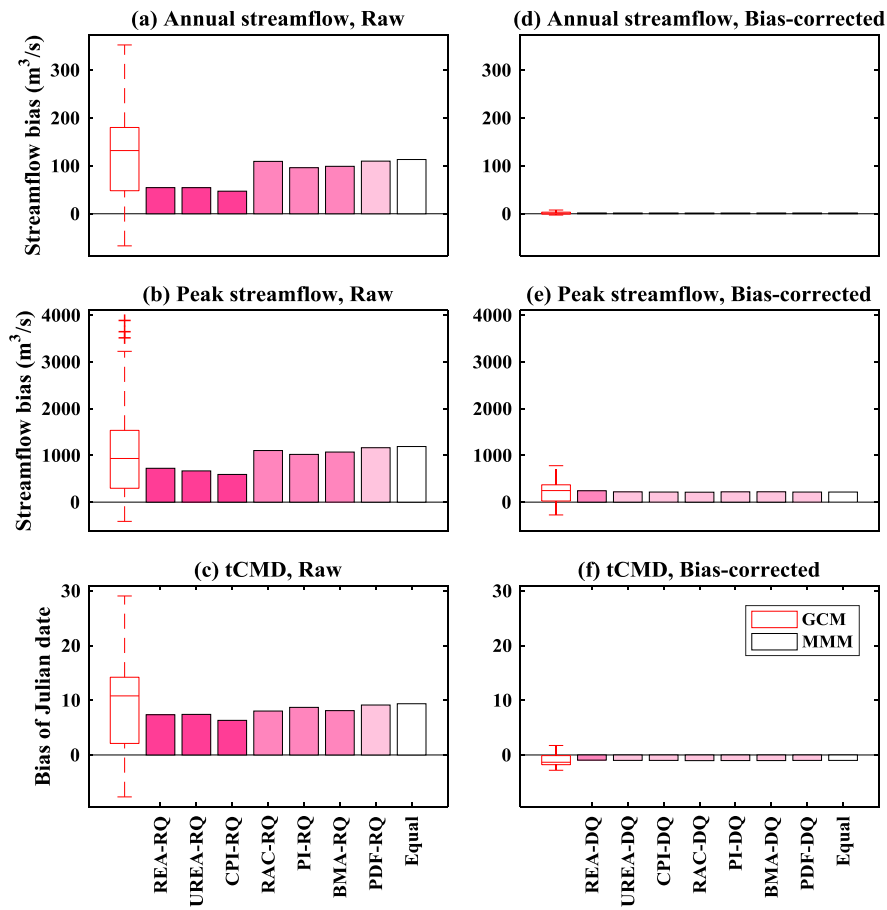 (a) Annual streamflow, Raw
Streamflow bias (m³/s)
300
200
100
0
(d) Annual streamflow, Bias-corrected
300
200
100
0
(b) Peak streamflow, Raw
Streamflow bias (m³/s)
4000
3000
2000
1000
0
(e) Peak streamflow, Bias-corrected
4000
3000
2000
1000
0
(c) tCMD, Raw
Bias of Julian date
30
20
10
0
REA-RQ
UREA-RQ
CPI-RQ
RAC-RQ
PI-RQ
BMA-RQ
PDF-RQ
Equal
(f) tCMD, Bias-corrected
30
20
10
0
GCM
MMM
REA-DQ
UREA-DQ
CPI-DQ
RAC-DQ
PI-DQ
BMA-DQ
PDF-DQ
Equal